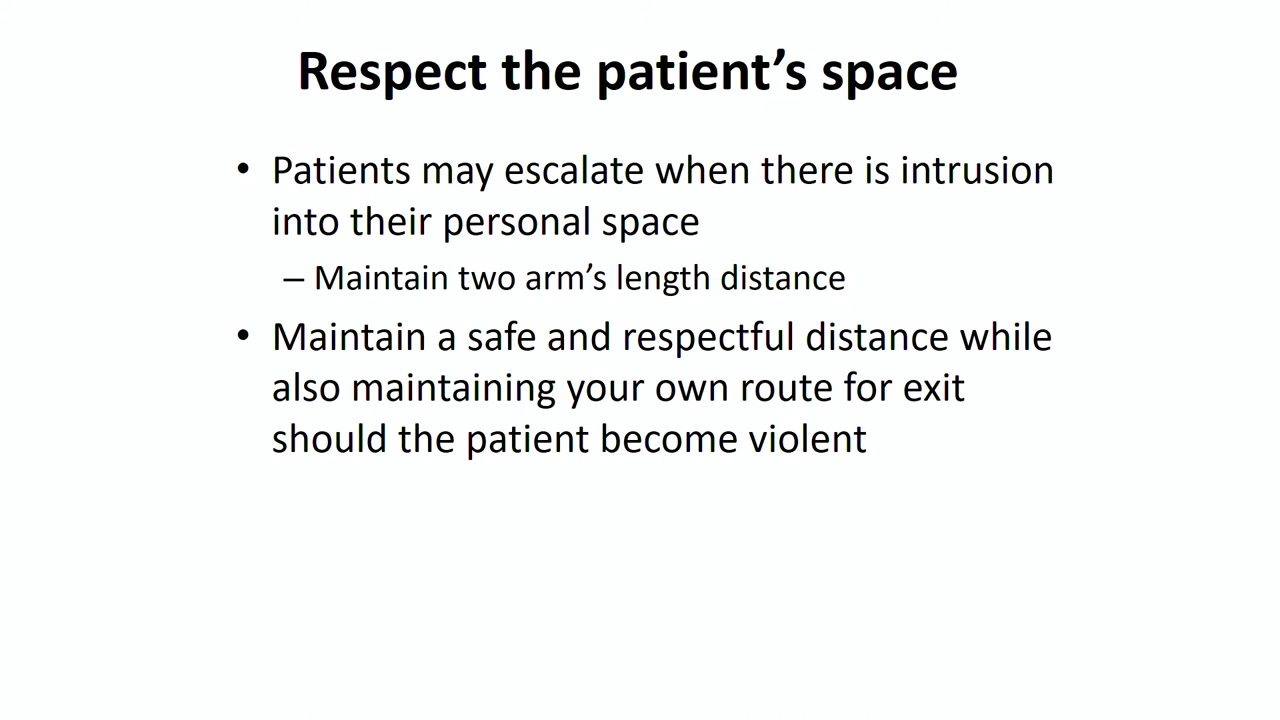 Respect the patient’s space
• Patients may escalate when there is intrusion
into their personal space
– Maintain two arm’s length distance
• Maintain a safe and respectful distance while
also maintaining your own route for exit
should the patient become violent